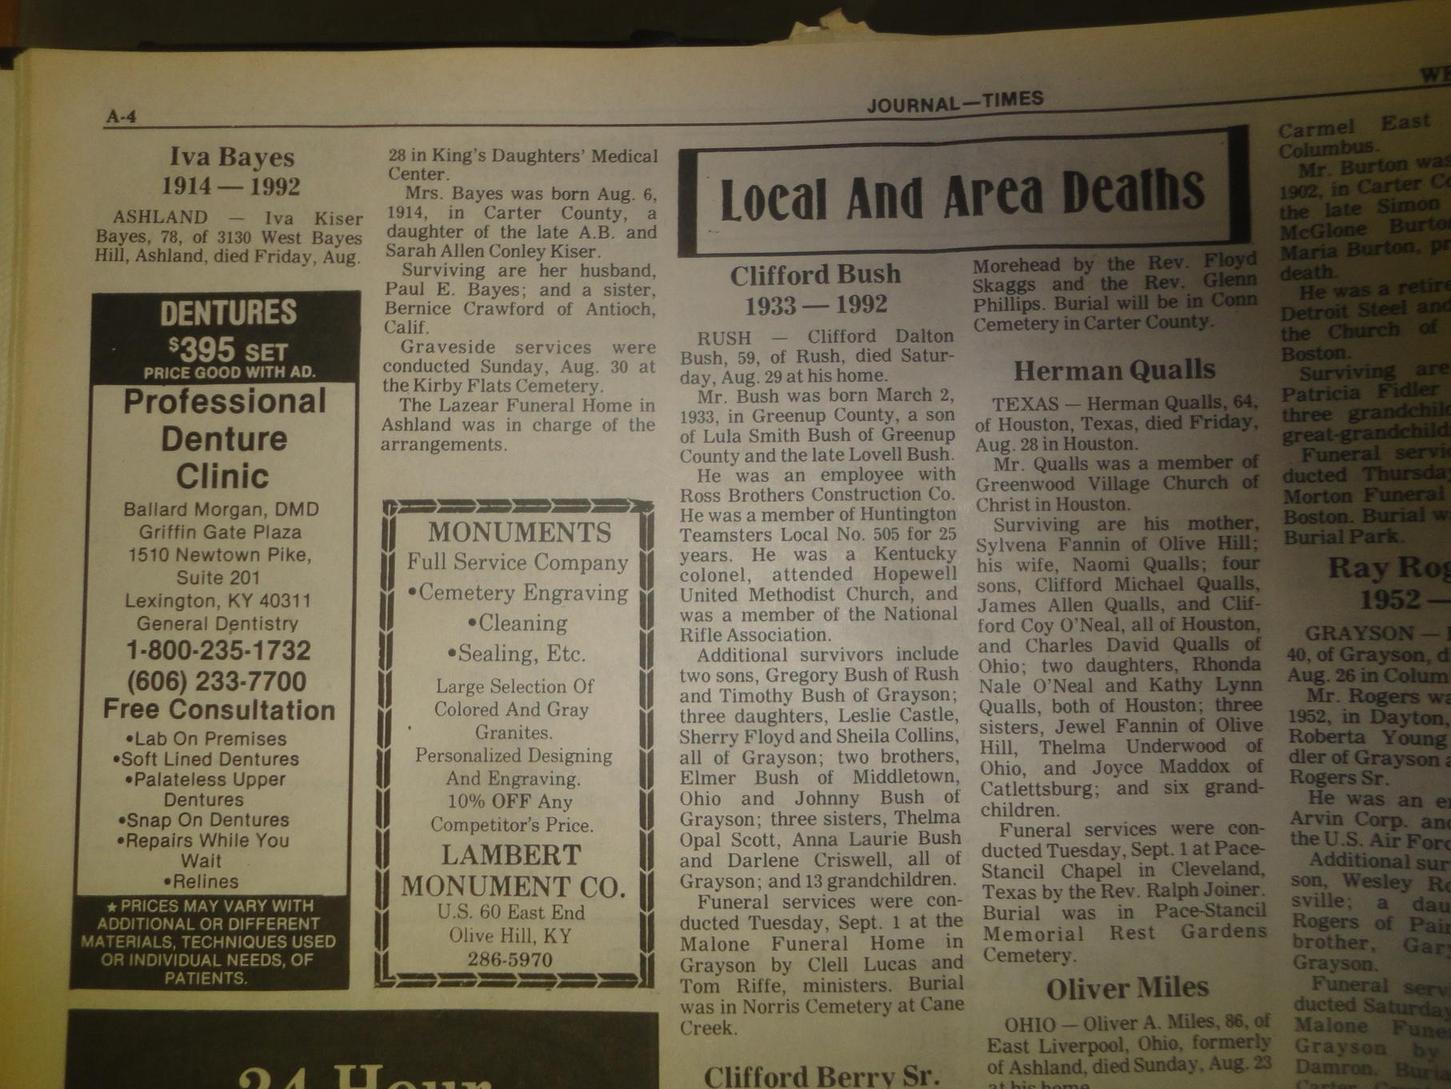 A-4
JOURNAL—TIMES
Iva Bayes
1914 — 1992
ASHLAND — Iva Kiser
Bayes, 78, of 3130 West Bayes
Hill, Ashland, died Friday, Aug.
DENTURES
$395 SET
PRICE GOOD WITH AD.
Professional
Denture
Clinic
Ballard Morgan, DMD
Griffin Gate Plaza
1510 Newtown Pike,
Suite 201
Lexington, KY 40311
General Dentistry
1-800-235-1732
(606) 233-7700
Free Consultation
•Lab On Premises
•Soft Lined Dentures
•Palateless Upper
Dentures
•Snap On Dentures
•Repairs While You
Wait
•Relines
★PRICES MAY VARY WITH
ADDITIONAL OR DIFFERENT
MATERIALS, TECHNIQUES USED
OR INDIVIDUAL NEEDS, OF
PATIENTS.
24 Hour
28 in King's Daughters' Medical
Center.
Mrs. Bayes was born Aug. 6,
1914, in Carter County, a
daughter of the late A.B. and
Sarah Allen Conley Kiser.
Surviving are her husband,
Paul E. Bayes; and a sister,
Bernice Crawford of Antioch,
Calif.
Graveside services were
conducted Sunday, Aug. 30 at
the Kirby Flats Cemetery.
The Lazear Funeral Home in
Ashland was in charge of the
arrangements.
MONUMENTS
Full Service Company
•Cemetery Engraving
•Cleaning
•Sealing, Etc.
Large Selection Of
Colored And Gray
Granites.
Personalized Designing
And Engraving.
10% OFF Any
Competitor's Price.
LAMBERT
MONUMENT CO.
U.S. 60 East End
Olive Hill, KY
286-5970
Local And Area Deaths
Clifford Bush
1933 — 1992
RUSH — Clifford Dalton
Bush, 59, of Rush, died Satur-
day, Aug. 29 at his home.
Mr. Bush was born March 2,
1933, in Greenup County, a son
of Lula Smith Bush of Greenup
County and the late Lovell Bush.
He was an employee with
Ross Brothers Construction Co.
He was a member of Huntington
Teamsters Local No. 505 for 25
years. He was a Kentucky
colonel, attended Hopewell
United Methodist Church, and
was a member of the National
Rifle Association.
Additional survivors include
two sons, Gregory Bush of Rush
and Timothy Bush of Grayson;
three daughters, Leslie Castle,
Sherry Floyd and Sheila Collins,
all of Grayson; two brothers,
Elmer Bush of Middletown,
Ohio and Johnny Bush of
Grayson; three sisters, Thelma
Opal Scott, Anna Laurie Bush
and Darlene Criswell, all of
Grayson; and 13 grandchildren.
Funeral services were con-
ducted Tuesday, Sept. 1 at the
Malone Funeral Home in
Grayson by Clell Lucas and
Tom Riffe, ministers. Burial
was in Norris Cemetery at Cane
Creek.
Clifford Berry Sr.
Morehead by the Rev. Floyd
Skaggs and the Rev. Glenn
Phillips. Burial will be in Conn
Cemetery in Carter County.
Herman Qualls
TEXAS — Herman Qualls, 64,
of Houston, Texas, died Friday,
Aug. 28 in Houston.
Mr. Qualls was a member of
Greenwood Village Church of
Christ in Houston.
Surviving are his mother,
Sylvena Fannin of Olive Hill;
his wife, Naomi Qualls; four
sons, Clifford Michael Qualls,
James Allen Qualls, and Clif-
ford Coy O'Neal, all of Houston,
and Charles David Qualls of
Ohio; two daughters, Rhonda
Nale O'Neal and Kathy Lynn
Qualls, both of Houston; three
sisters, Jewel Fannin of Olive
Hill, Thelma Underwood of
Ohio, and Joyce Maddox of
Catlettsburg; and six grand-
children.
Funeral services were con-
ducted Tuesday, Sept. 1 at Pace-
Stancil Chapel in Cleveland,
Texas by the Rev. Ralph Joiner.
Burial was in Pace-Stancil
Memorial Rest Gardens
Cemetery.
Oliver Miles
OHIO — Oliver A. Miles, 86, of
East Liverpool, Ohio, formerly
of Ashland, died Sunday, Aug. 23
at his home.
Carmel East
Columbus.
Mr. Burton was
1902, in Carter
the late Simon
McGlone
Maria Burton,
death.
He was a
Detroit Steel and
the Church of
Boston.
Surviving are
Patricia Fidler
three
Funeral
ducted
Morton Funeral
Boston. Burial
Burial Park.
Ray
1952 —
GRAYSON —
40, of Grayson,
Aug. 26 in
Mr. Rogers
1952, in Dayton,
Roberta Young
dler of Grayson
Rogers Sr.
He was an
Arvin Corp. and
the U.S. Air
Additional
son, Wesley
sville; a
Rogers of
brother,
Grayson.
Funeral
ducted Saturday
Malone
Grayson by
Damron.